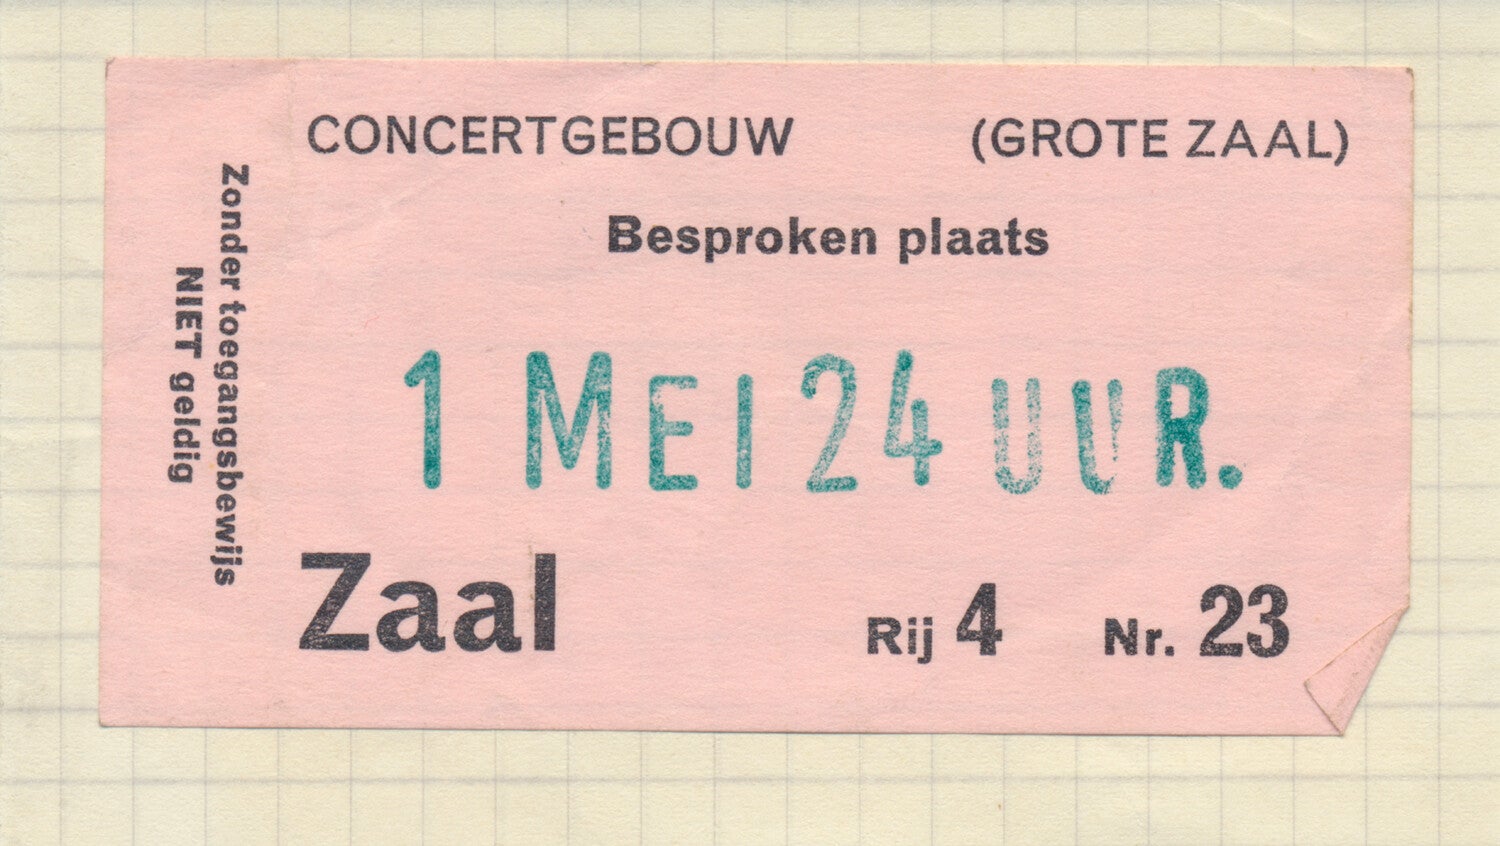 CONCERTGEBOUW (GROTE ZAAL)
Besproken plaats
1 MEI 24 UUR.
Zaal Rij 4 Nr. 23
Zonder toegangsbewijs
NIET geldig